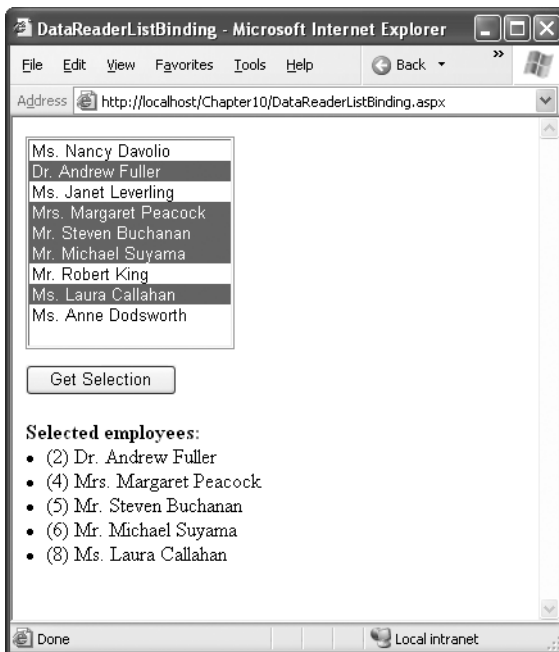 DataReaderListBinding - Microsoft Internet Explorer
File Edit View Favorites Tools Help Back »
Address http://localhost/Chapter10/DataReaderListBinding.aspx
Ms. Nancy Davolio
Dr. Andrew Fuller
Ms. Janet Leverling
Mrs. Margaret Peacock
Mr. Steven Buchanan
Mr. Michael Suyama
Mr. Robert King
Ms. Laura Callahan
Ms. Anne Dodsworth
Get Selection
Selected employees:
• (2) Dr. Andrew Fuller
• (4) Mrs. Margaret Peacock
• (5) Mr. Steven Buchanan
• (6) Mr. Michael Suyama
• (8) Ms. Laura Callahan
Done Local intranet